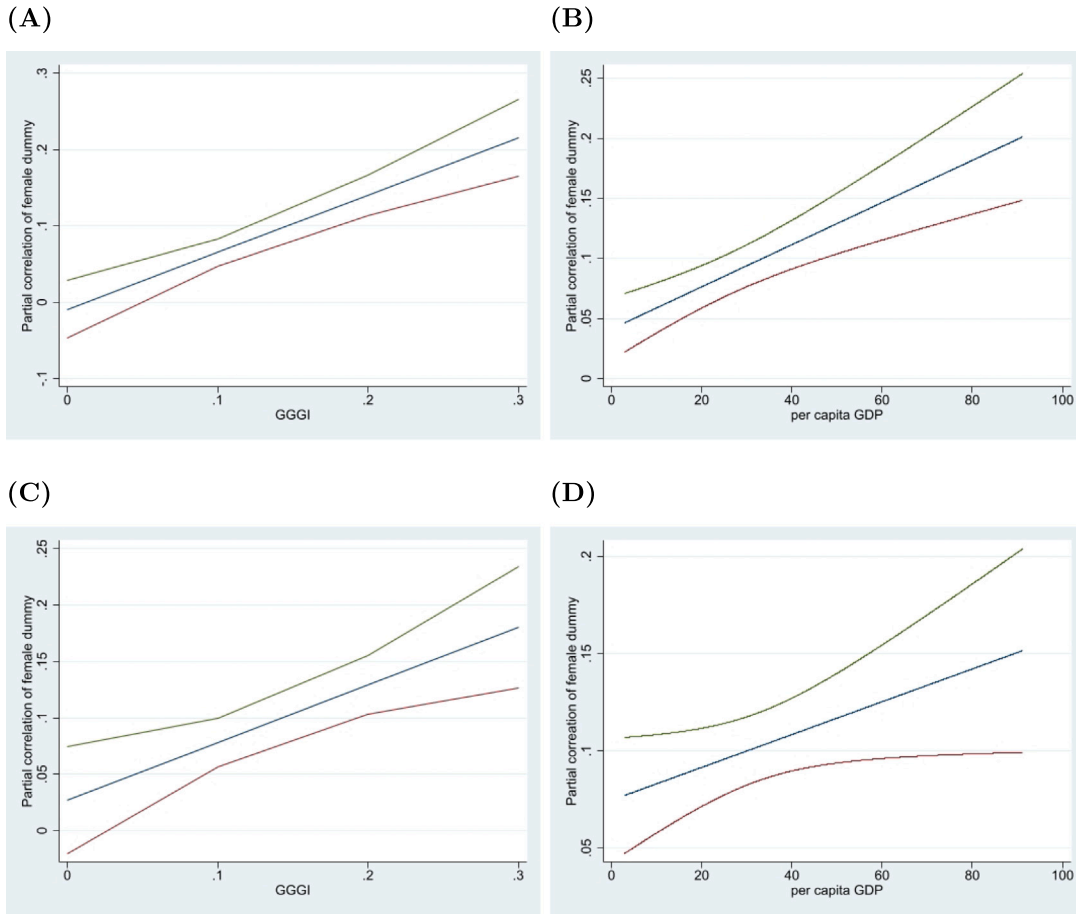 (A)
(B)
.3
.2
.1
0
-.1
Partial correlation of female dummy
0 .1 .2 .3
GGGI
.25
.2
.15
.1
.05
0
Partial correlation of female dummy
0 20 40 60 80 100
per capita GDP
(C)
(D)
.25
.2
.15
.1
.05
0
Partial correlation of female dummy
0 .1 .2 .3
GGGI
.2
.15
.1
.05
Partial correation of female dummy
0 20 40 60 80 100
per capita GDP